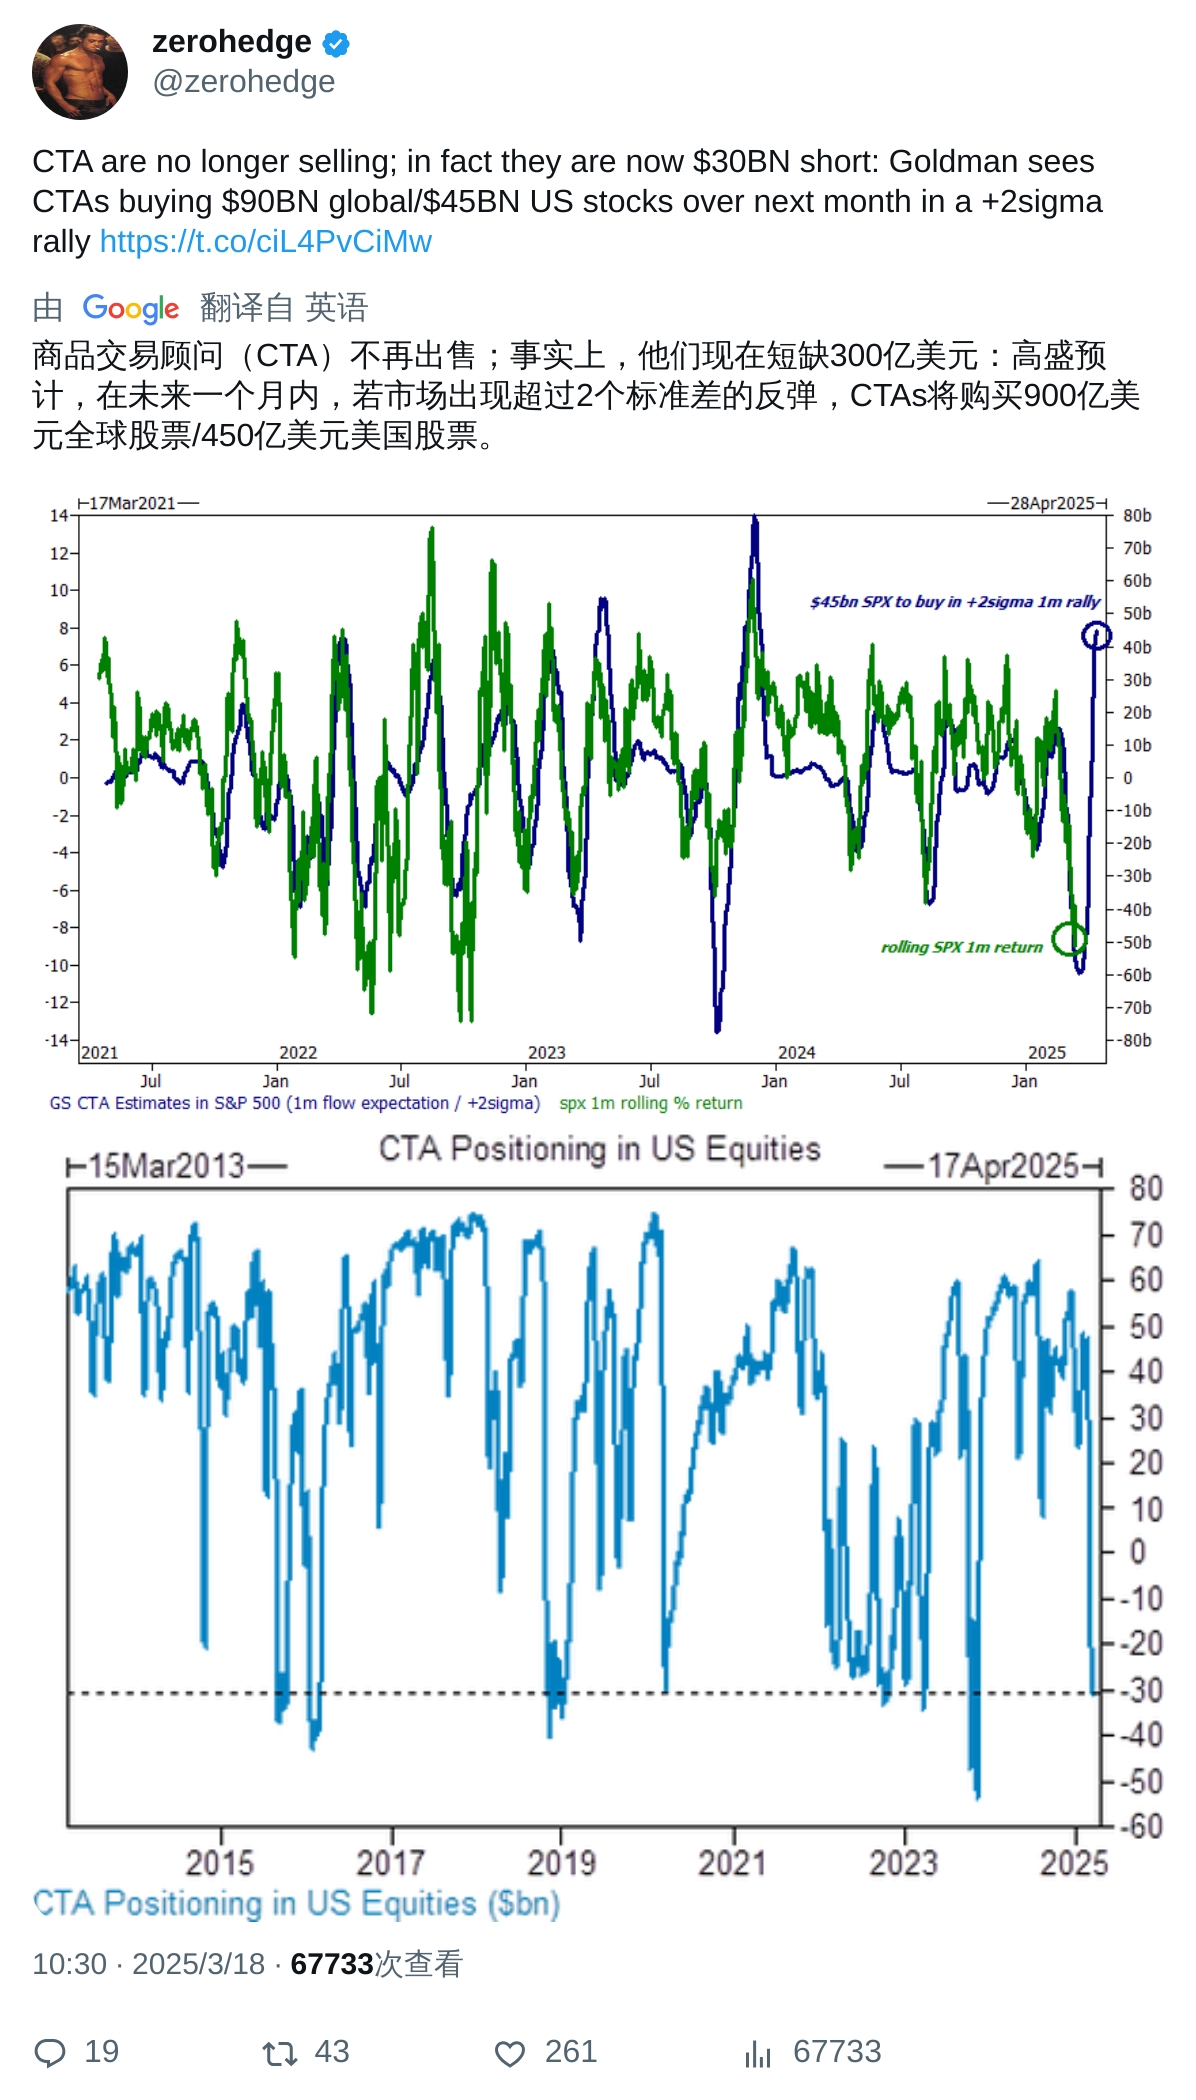 zerohedge
@zerohedge
CTA are no longer selling; in fact they are now $30BN short: Goldman sees
CTAs buying $90BN global/$45BN US stocks over next month in a +2sigma
rally https://t.co/ciL4PvCiMw
由 Google 翻译自 英语
商品交易顾问（CTA）不再出售；事实上，他们现在短缺300亿美元：高盛预
计，在未来一个月内，若市场出现超过2个标准差的反弹，CTAs将购买900亿美
元全球股票/450亿美元美国股票。
17Mar2021 28Apr2025
14 80b
12 70b
10 60b
$45bn SPX to buy in +2sigma 1m rally
8 50b
6 40b
4 30b
2 20b
0 10b
-2 0
-4 -10b
-6 -20b
-8 -30b
-10 -40b
-12 -50b
-14 -60b
-70b
-80b
rolling SPX 1m return
2021 2022 2023 2024 2025
Jul Jan Jul Jan Jul Jan Jul Jan
GS CTA Estimates in S&P 500 (1m flow expectation / +2sigma) spx 1m rolling % return
CTA Positioning in US Equities
15Mar2013 17Apr2025
80
70
60
50
40
30
20
10
0
-10
-20
-30
-40
-50
-60
2015 2017 2019 2021 2023 2025
CTA Positioning in US Equities ($bn)
10:30 · 2025/3/18 · 67733次查看
19 43 261 67733